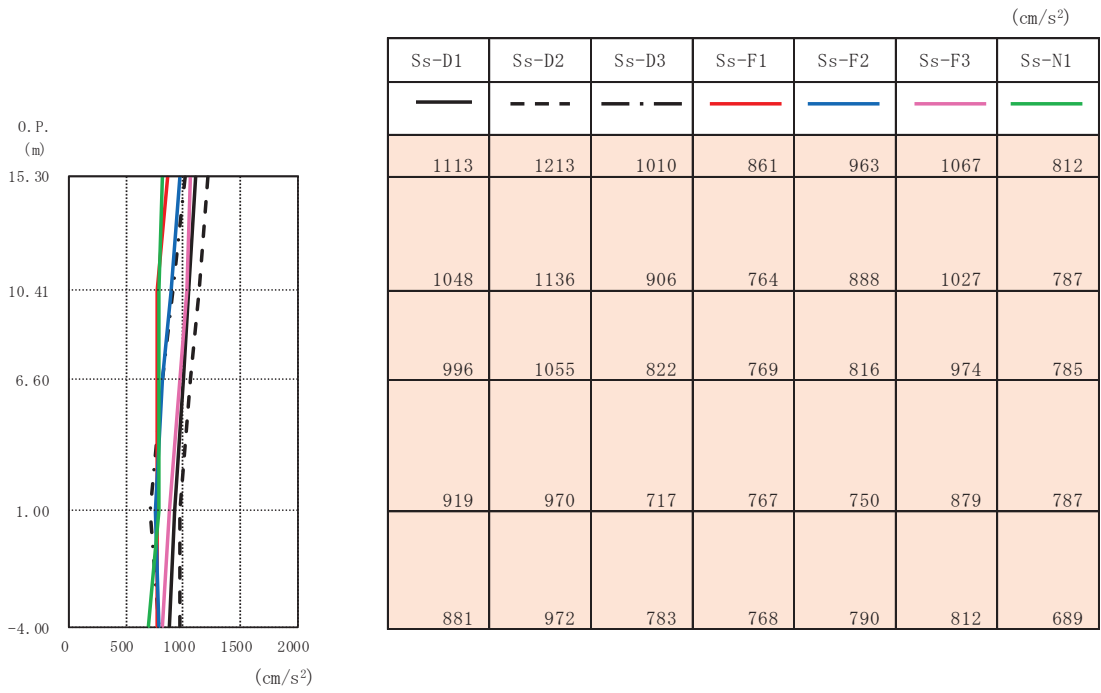 (cm/s²)
Ss-D1 Ss-D2 Ss-D3 Ss-F1 Ss-F2 Ss-F3 Ss-N1
O.P.
(m)
15.30
10.41
6.60
1.00
-4.00
0 500 1000 1500 2000
(cm/s²)
1113 1213 1010 861 963 1067 812
1048 1136 906 764 888 1027 787
996 1055 822 769 816 974 785
919 970 717 767 750 879 787
881 972 783 768 790 812 689